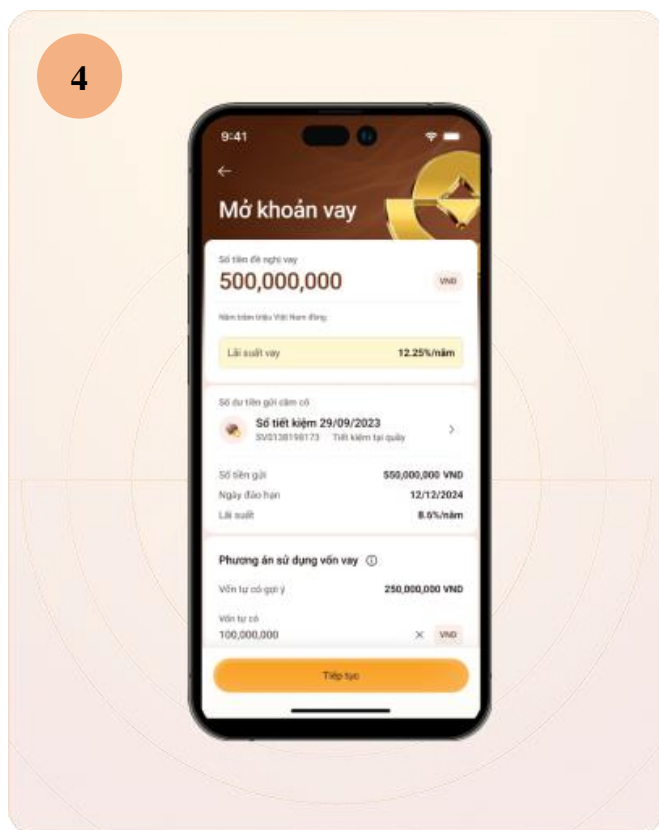 4
9:41
Mở khoản vay
Số tiền đề nghị vay
500,000,000
VND
Năm trăm triệu Việt Nam đồng
Lãi suất vay 12.25%/năm
Số dư tiền gửi cầm cố
Sổ tiết kiệm 29/09/2023
SV0138198173 Tiết kiệm tại quầy
Số tiền gửi 550,000,000 VND
Ngày đáo hạn 12/12/2024
Lãi suất 8.6%/năm
Phương án sử dụng vốn vay
Vốn tự có gợi ý 250,000,000 VND
Vốn tự có
100,000,000 VND
Tiếp tục